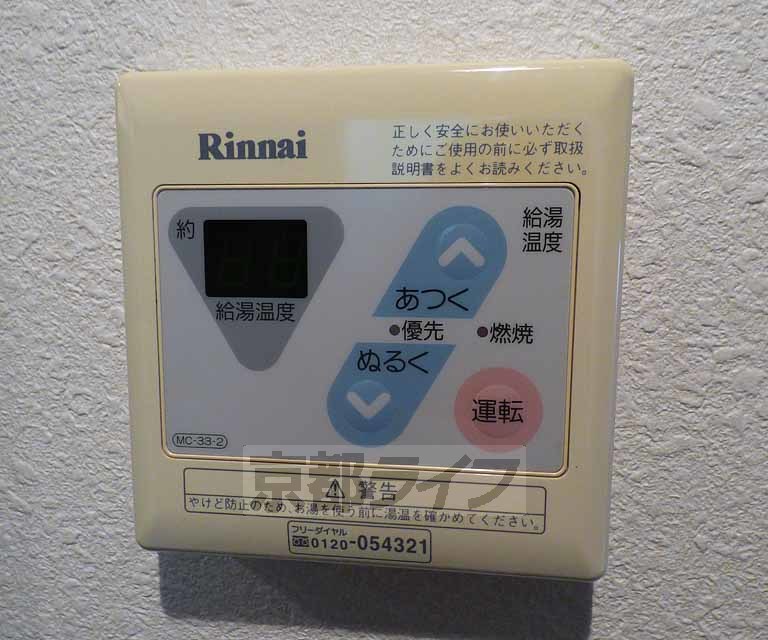 Rinnai
正しく安全にお使いいただく
ためにご使用の前に必ず取扱
説明書をよくお読みください。
約
給湯温度
給湯
温度
あつく
優先
燃焼
ぬるく
運転
MC-33-2
京都ライフ
警告
やけど防止のため、お湯を使う前に湯温を確かめてください。
フリーダイヤル
0120-054321